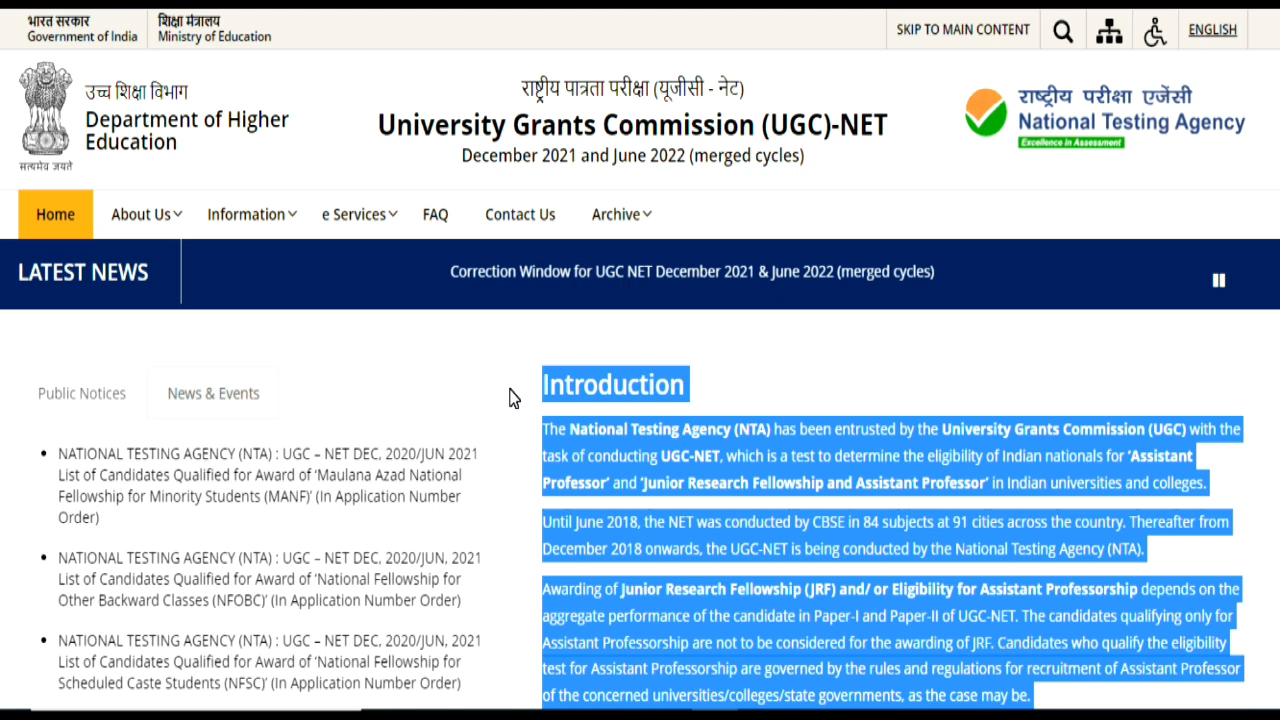 भारत सरकार
Government of India
शिक्षा मंत्रालय
Ministry of Education
SKIP TO MAIN CONTENT
ENGLISH
सत्यमेव जयते
उच्च शिक्षा विभाग
Department of Higher
Education
राष्ट्रीय पात्रता परीक्षा (यूजीसी - नेट)
University Grants Commission (UGC)-NET
December 2021 and June 2022 (merged cycles)
राष्ट्रीय परीक्षा एजेंसी
National Testing Agency
Excellence in Assessment
Home
About Us
Information
e Services
FAQ
Contact Us
Archive
LATEST NEWS
Correction Window for UGC NET December 2021 & June 2022 (merged cycles)
Public Notices
News & Events
NATIONAL TESTING AGENCY (NTA) : UGC – NET DEC, 2020/JUN 2021
List of Candidates Qualified for Award of ‘Maulana Azad National
Fellowship for Minority Students (MANF)’ (In Application Number
Order)
NATIONAL TESTING AGENCY (NTA) : UGC – NET DEC, 2020/JUN, 2021
List of Candidates Qualified for Award of ‘National Fellowship for
Other Backward Classes (NFOBC)’ (In Application Number Order)
NATIONAL TESTING AGENCY (NTA) : UGC – NET DEC, 2020/JUN, 2021
List of Candidates Qualified for Award of ‘National Fellowship for
Scheduled Caste Students (NFSC)’ (In Application Number Order)
Introduction
The National Testing Agency (NTA) has been entrusted by the University Grants Commission (UGC) with the
task of conducting UGC-NET, which is a test to determine the eligibility of Indian nationals for ‘Assistant
Professor’ and ‘Junior Research Fellowship and Assistant Professor’ in Indian universities and colleges.
Until June 2018, the NET was conducted by CBSE in 84 subjects at 91 cities across the country. Thereafter from
December 2018 onwards, the UGC-NET is being conducted by the National Testing Agency (NTA).
Awarding of Junior Research Fellowship (JRF) and/ or Eligibility for Assistant Professorship depends on the
aggregate performance of the candidate in Paper-I and Paper-II of UGC-NET. The candidates qualifying only for
Assistant Professorship are not to be considered for the awarding of JRF. Candidates who qualify the eligibility
test for Assistant Professorship are governed by the rules and regulations for recruitment of Assistant Professor
of the concerned universities/colleges/state governments, as the case may be.